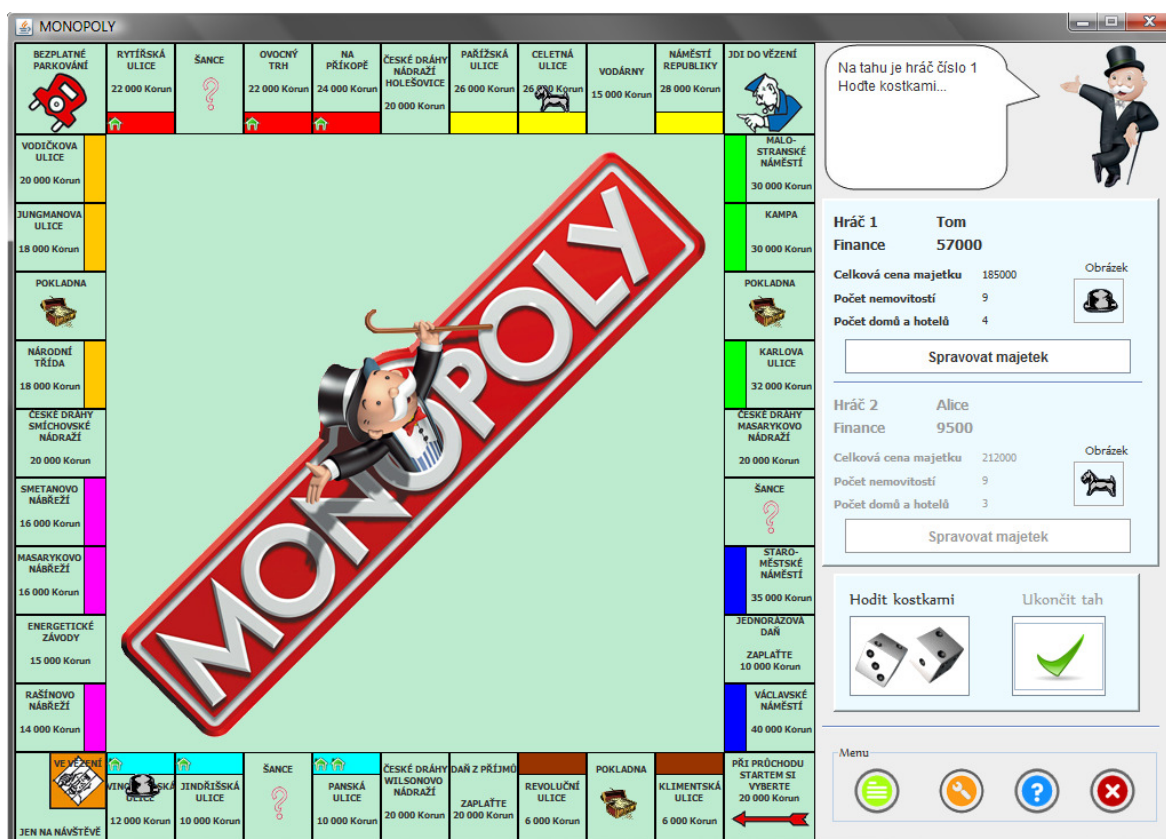 MONOPOLY
BEZPLATNÉ
PARKOVÁNÍ
RYTÍŘSKÁ
ULICE
22 000 Korun
ŠANCE
OVOCNÝ
TRH
22 000 Korun
NA
PŘÍKOPĚ
24 000 Korun
ČESKÉ DRÁHY
NÁDRAŽÍ
HOLEŠOVICE
20 000 Korun
PAŘÍŽSKÁ
ULICE
26 000 Korun
CELETNÁ
ULICE
26 000 Korun
VODÁRNY
15 000 Korun
NÁMĚSTÍ
REPUBLIKY
28 000 Korun
JDI DO VĚZENÍ
VODIČKOVA
ULICE
20 000 Korun
JUNGMANOVA
ULICE
18 000 Korun
POKLADNA
NÁRODNÍ
TŘÍDA
18 000 Korun
ČESKÉ DRÁHY
SMÍCHOVSKÉ
NÁDRAŽÍ
20 000 Korun
SMETANOVO
NÁBŘEŽÍ
16 000 Korun
MASARYKOVO
NÁBŘEŽÍ
16 000 Korun
ENERGETICKÉ
ZÁVODY
15 000 Korun
RAŠÍNOVO
NÁBŘEŽÍ
14 000 Korun
MONOPOLY
MALO-
STRANSKÉ
NÁMĚSTÍ
30 000 Korun
KAMPA
30 000 Korun
POKLADNA
KARLOVA
ULICE
32 000 Korun
ČESKÉ DRÁHY
MASARYKOVO
NÁDRAŽÍ
20 000 Korun
ŠANCE
STARO-
MĚSTSKÉ
NÁMĚSTÍ
35 000 Korun
JEDNORÁZOVÁ
DAŇ
ZAPLAŤTE
10 000 Korun
VÁCLAVSKÉ
NÁMĚSTÍ
40 000 Korun
VE VĚZENÍ
JEN NA NÁVŠTĚVĚ
ULICE
12 000 Korun
JINDŘIŠSKÁ
ULICE
10 000 Korun
ŠANCE
PANSKÁ
ULICE
10 000 Korun
ČESKÉ DRÁHY
WILSONOVO
NÁDRAŽÍ
20 000 Korun
DAŇ Z PŘÍJMŮ
ZAPLAŤTE
20 000 Korun
REVOLUČNÍ
ULICE
6 000 Korun
POKLADNA
KLIMENTSKÁ
ULICE
6 000 Korun
PŘI PRŮCHODU
STARTEM SI
VYBERTE
20 000 Korun
Na tahu je hráč číslo 1
Hoďte kostkami...
Hráč 1 Tom
Finance 57000
Celková cena majetku 185000
Obrázek
Počet nemovitostí 9
Počet domů a hotelů 4
Spravovat majetek
Hráč 2 Alice
Finance 9500
Celková cena majetku 212000
Obrázek
Počet nemovitostí 9
Počet domů a hotelů 3
Spravovat majetek
Hodit kostkami Ukončit tah
Menu